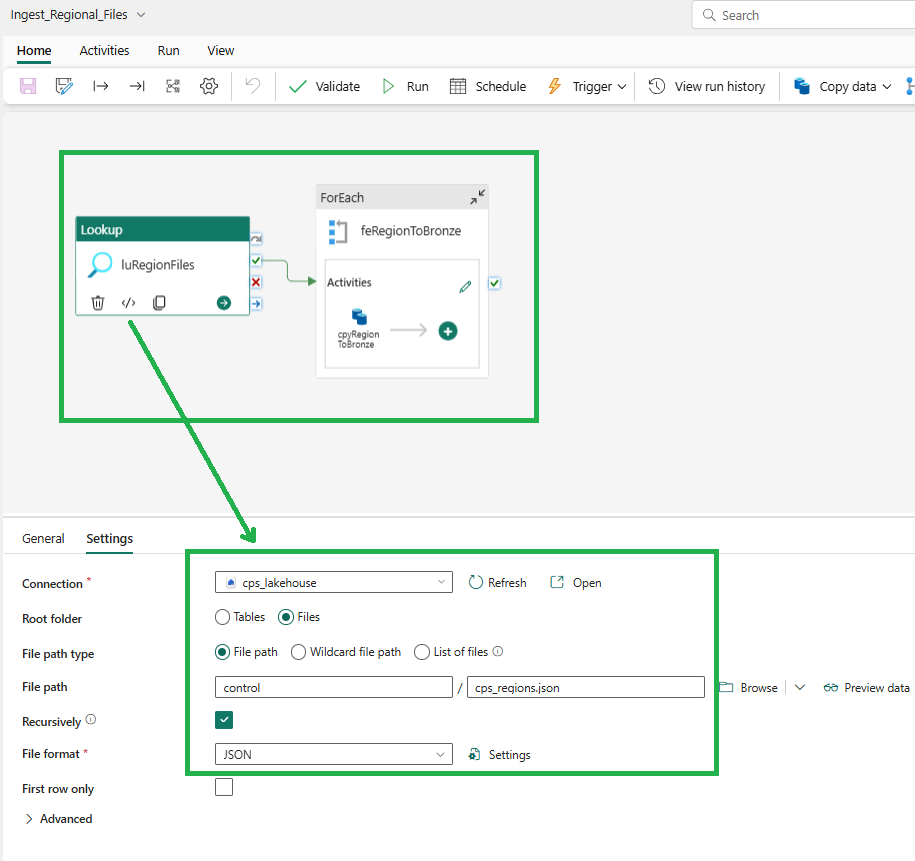 Ingest_Regional_Files
Search
Home Activities Run View
Validate Run Schedule Trigger View run history Copy data
Lookup
luRegionFiles
ForEach
feRegionToBronze
Activities
cpyRegion
ToBronze
General Settings
Connection * cps_lakehouse Refresh Open
Root folder Tables Files
File path type File path Wildcard file path List of files
File path control / cps_regions.json Browse Preview data
Recursively
File format * JSON Settings
First row only
Advanced